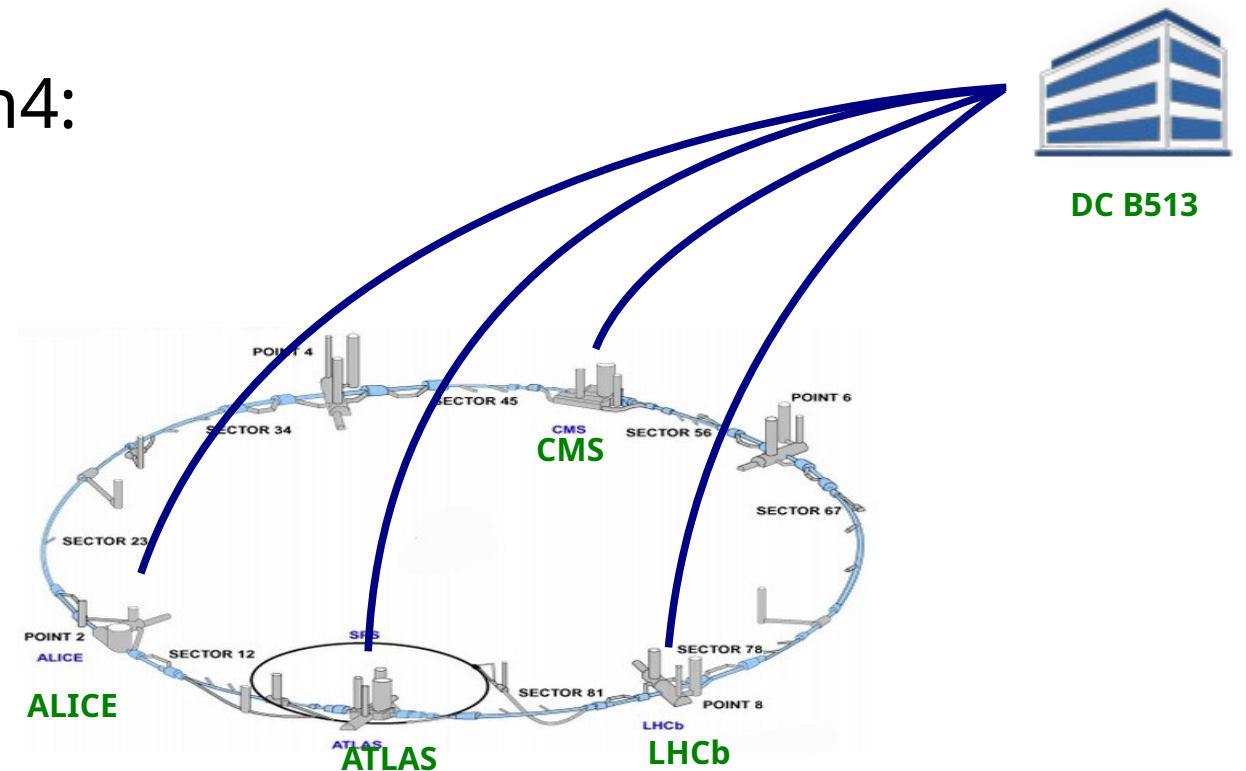 n4:
DC B513
POINT 4
POINT 6
SECTOR 45
CMS
CMS
SECTOR 56
SECTOR 34
SECTOR 67
SECTOR 23
POINT 2
ALICE
ALICE
SECTOR 12
SPS
SECTOR 78
SECTOR 81
POINT 8
LHCb
LHCb
ATLAS
ATLAS